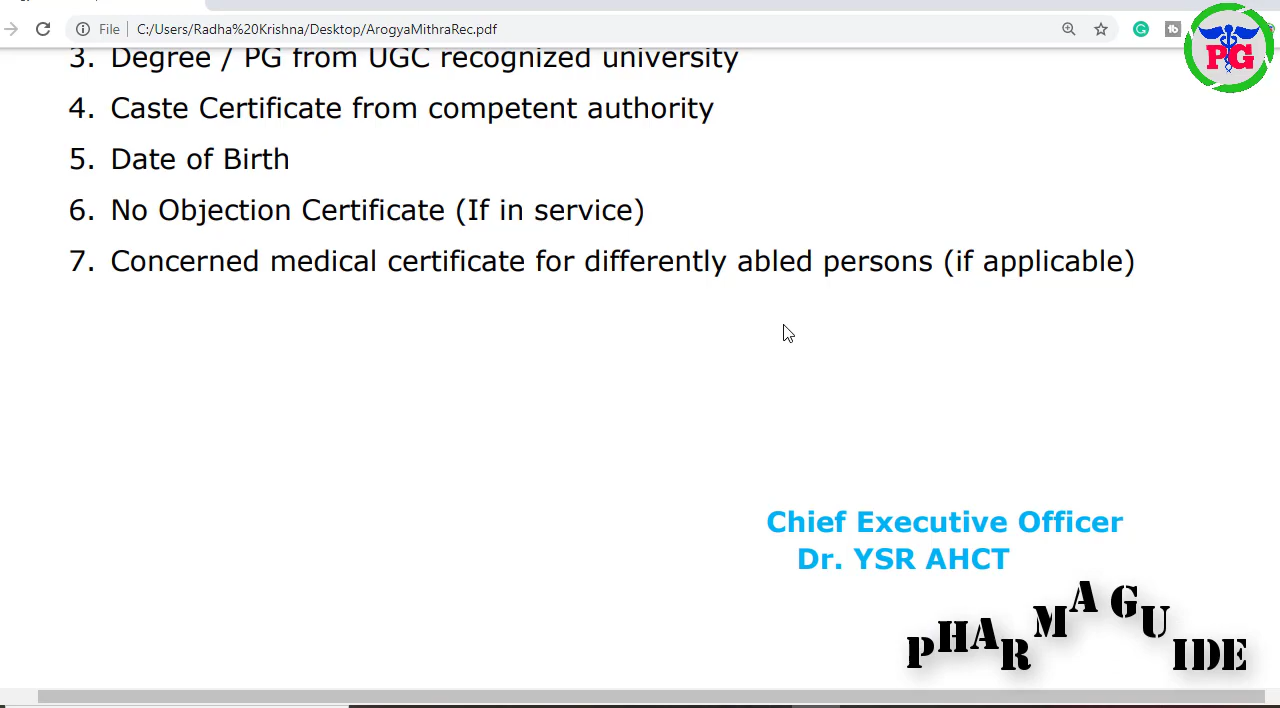 File
C:/Users/Radha%20Krishna/Desktop/ArogyaMithraRec.pdf
PG
3. Degree / PG from UGC recognized university
4. Caste Certificate from competent authority
5. Date of Birth
6. No Objection Certificate (If in service)
7. Concerned medical certificate for differently abled persons (if applicable)
Chief Executive Officer
Dr. YSR AHCT
PHARMAGUIDE